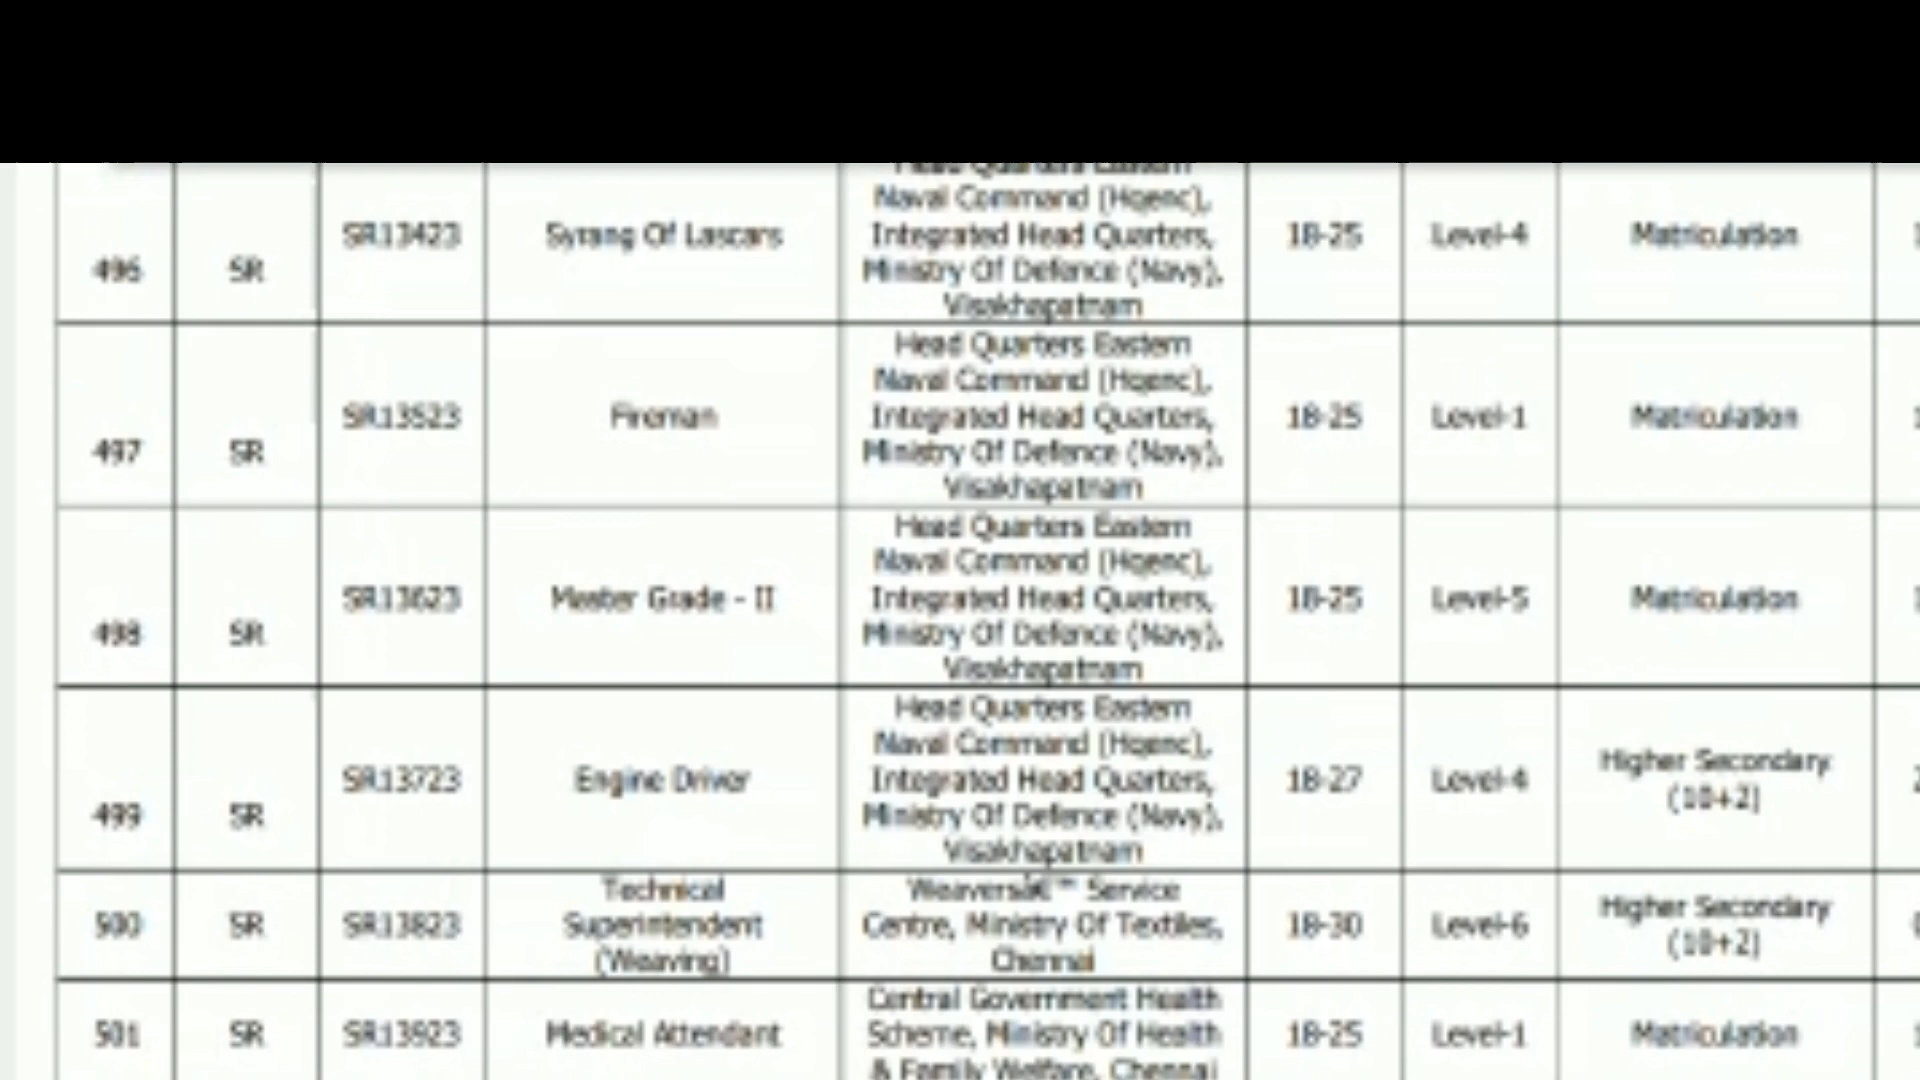 Head Quarters Eastern
Naval Command (Hqenc),
SR13423 Syrang Of Lascars Integrated Head Quarters, 18-25 Level-4 Matriculation
496 SR Ministry Of Defence (Navy),
Visakhapatnam
Head Quarters Eastern
Naval Command (Hqenc),
SR13523 Fireman Integrated Head Quarters, 18-25 Level-1 Matriculation
497 SR Ministry Of Defence (Navy),
Visakhapatnam
Head Quarters Eastern
Naval Command (Hqenc),
SR13623 Master Grade - II Integrated Head Quarters, 18-25 Level-5 Matriculation
498 SR Ministry Of Defence (Navy),
Visakhapatnam
Head Quarters Eastern
Naval Command (Hqenc),
SR13723 Engine Driver Integrated Head Quarters, 18-27 Level-4 Higher Secondary (10+2)
499 SR Ministry Of Defence (Navy),
Visakhapatnam
Technical Weaversâ€™ Service
500 SR SR13823 Superintendent Centre, Ministry Of Textiles, 18-30 Level-6 Higher Secondary (10+2)
(Weaving) Chennai
Central Government Health
501 SR SR13923 Medical Attendant Scheme, Ministry Of Health 18-25 Level-1 Matriculation
& Family Welfare, Chennai